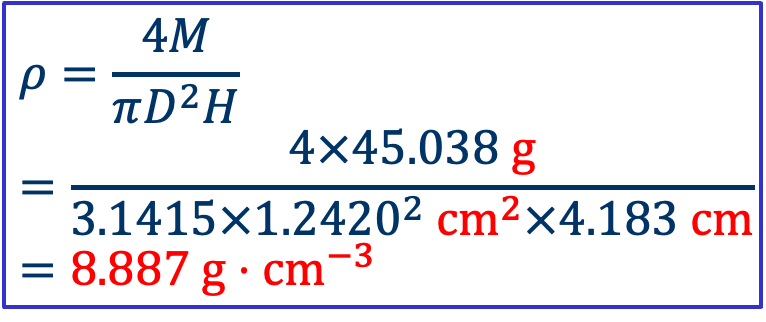 ρ = 4M / πD²H
= 4×45.038 g / 3.1415×1.2420² cm²×4.183 cm
= 8.887 g · cm⁻³